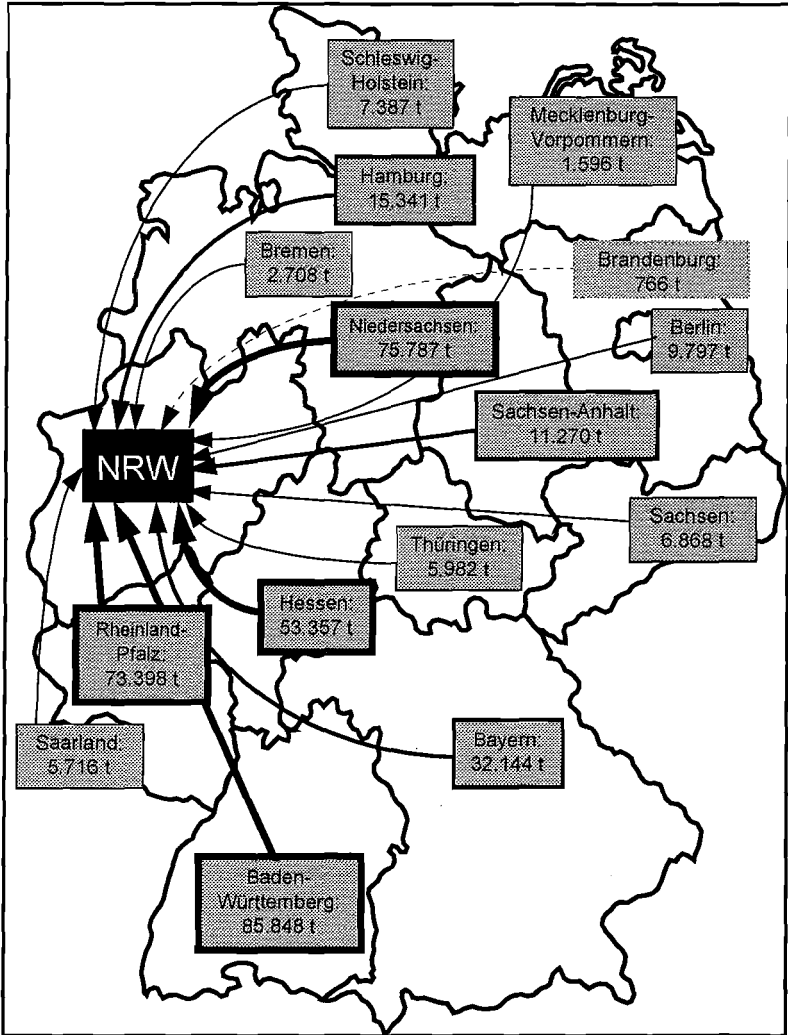 Schleswig-
Holstein:
7.387 t
Mecklenburg-
Vorpommern:
1.596 t
Hamburg:
15.341 t
Bremen:
2.708 t
Brandenburg:
766 t
Niedersachsen:
75.787 t
Berlin:
9.797 t
Sachsen-Anhalt:
11.270 t
NRW
Sachsen:
6.868 t
Thüringen:
5.982 t
Hessen:
53.357 t
Rheinland-
Pfalz:
73.398 t
Saarland:
5.716 t
Bayern:
32.144 t
Baden-
Württemberg:
85.848 t